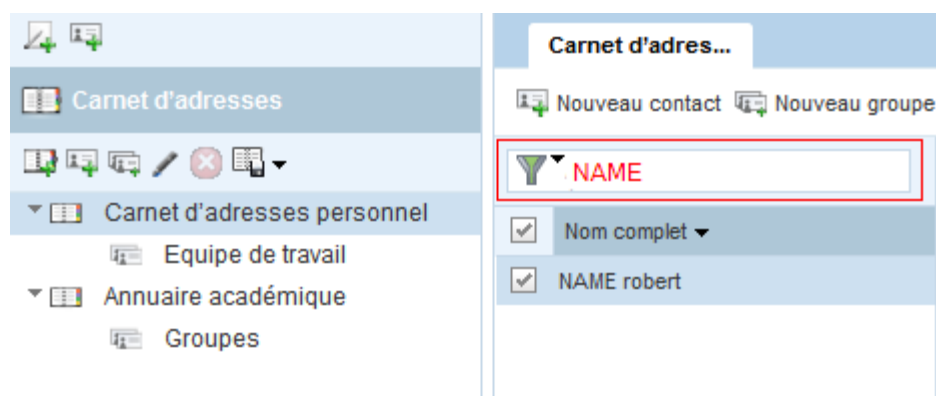 Carnet d'adresses
Carnet d'adresses personnel
Equipe de travail
Annuaire académique
Groupes
Carnet d'adres...
Nouveau contact Nouveau groupe
NAME
Nom complet
NAME robert